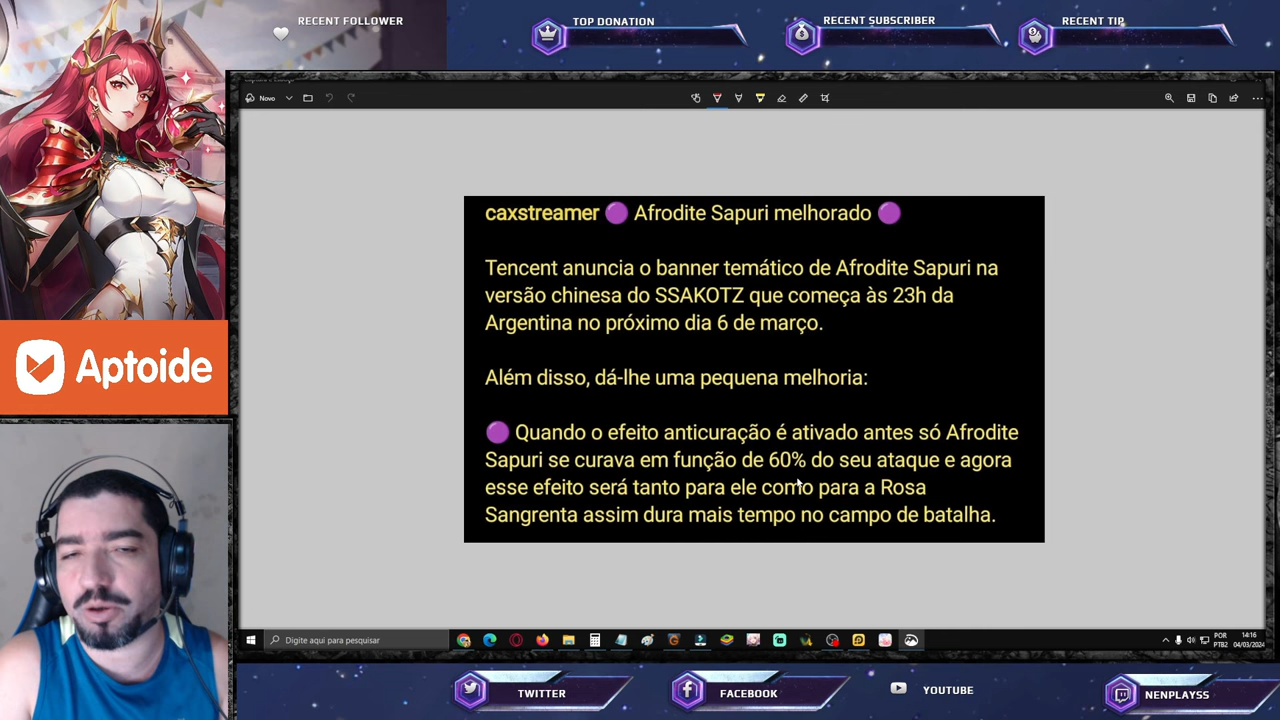 RECENT FOLLOWER
TOP DONATION
RECENT SUBSCRIBER
RECENT TIP
Novo
caxstreamer 🟣 Afrodite Sapuri melhorado 🟣
Tencent anuncia o banner temático de Afrodite Sapuri na
versão chinesa do SSAKOTZ que começa às 23h da
Argentina no próximo dia 6 de março.
Além disso, dá-lhe uma pequena melhoria:
🟣 Quando o efeito anticuração é ativado antes só Afrodite
Sapuri se curava em função de 60% do seu ataque e agora
esse efeito será tanto para ele como para a Rosa
Sangrenta assim dura mais tempo no campo de batalha.
Aptoide
Digite aqui para pesquisar
POR
PTB2
14:16
04/03/2024
TWITTER
FACEBOOK
YOUTUBE
NENPLAYSS